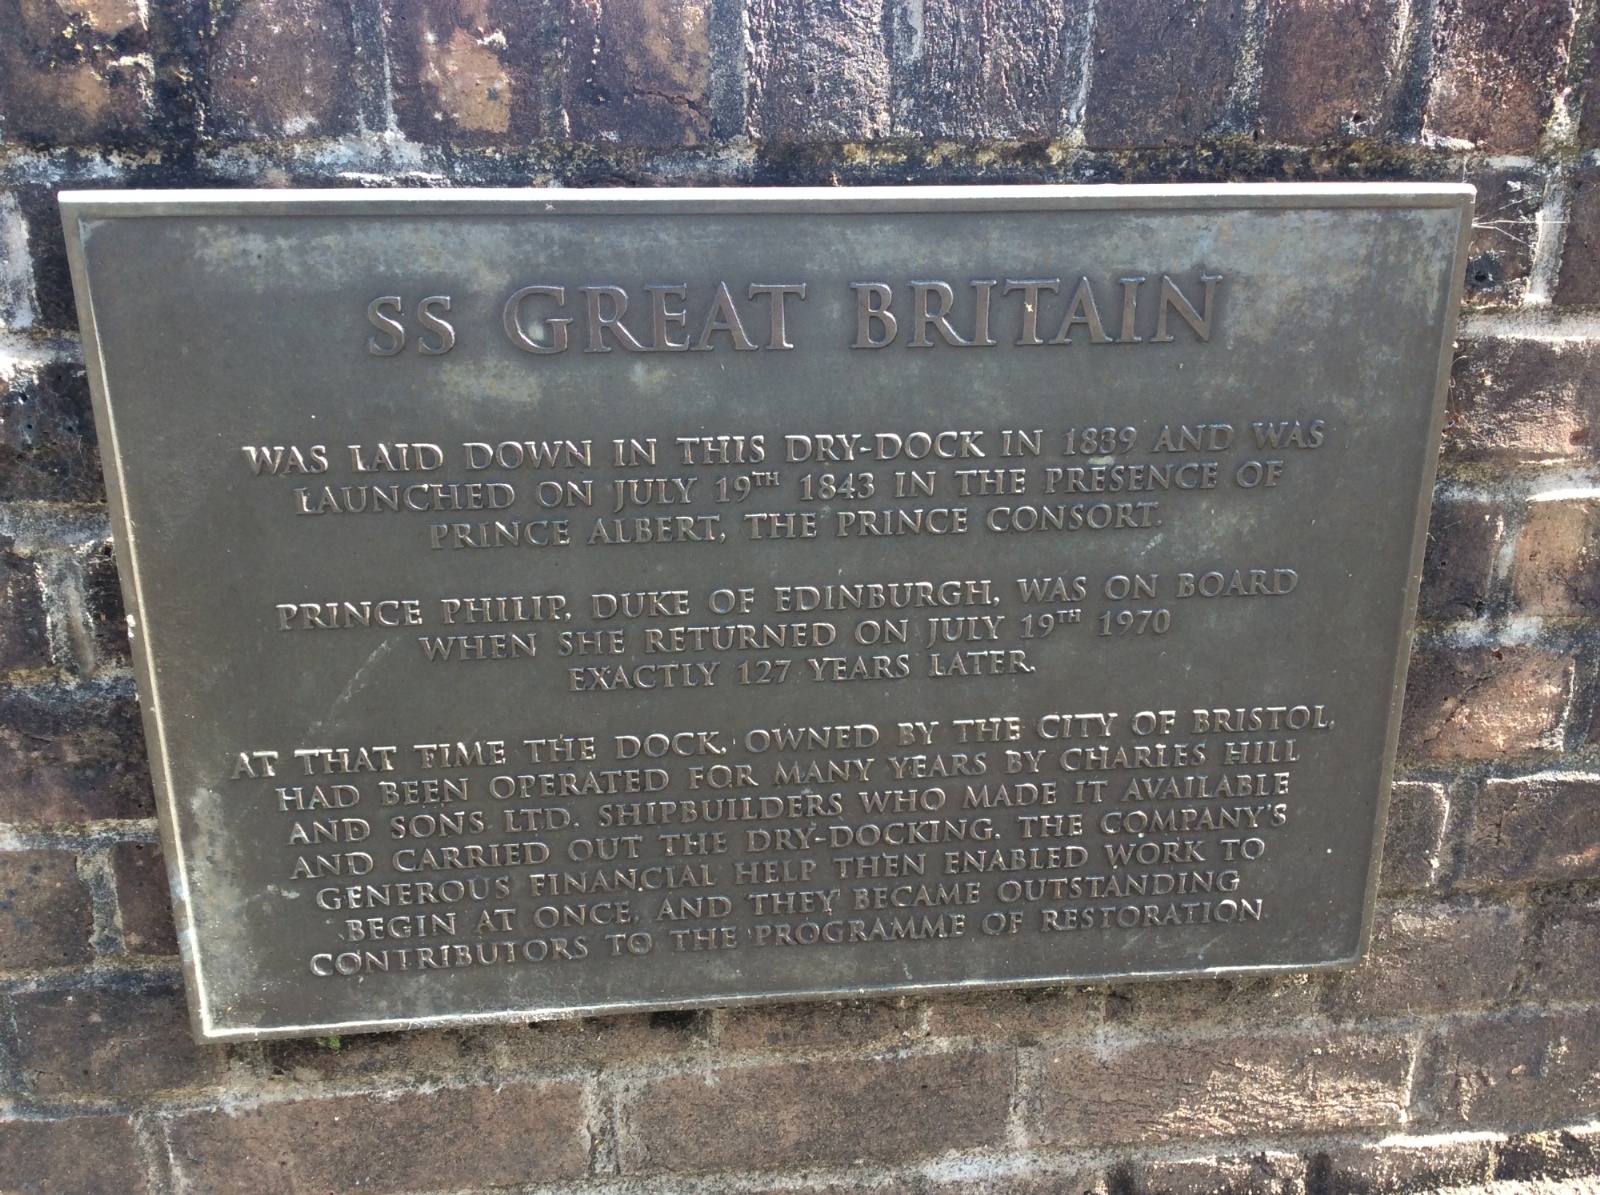 SS GREAT BRITAIN
WAS LAID DOWN IN THIS DRY-DOCK IN 1839 AND WAS
LAUNCHED ON JULY 19TH 1843 IN THE PRESENCE OF
PRINCE ALBERT, THE PRINCE CONSORT.
PRINCE PHILIP, DUKE OF EDINBURGH, WAS ON BOARD
WHEN SHE RETURNED ON JULY 19TH 1970
EXACTLY 127 YEARS LATER.
AT THAT TIME THE DOCK, OWNED BY THE CITY OF BRISTOL,
HAD BEEN OPERATED FOR MANY YEARS BY CHARLES HILL
AND SONS LTD. SHIPBUILDERS WHO MADE IT AVAILABLE
AND CARRIED OUT THE DRY-DOCKING. THE COMPANY'S
GENEROUS FINANCIAL HELP THEN ENABLED WORK TO
BEGIN AT ONCE, AND THEY BECAME OUTSTANDING
CONTRIBUTORS TO THE PROGRAMME OF RESTORATION